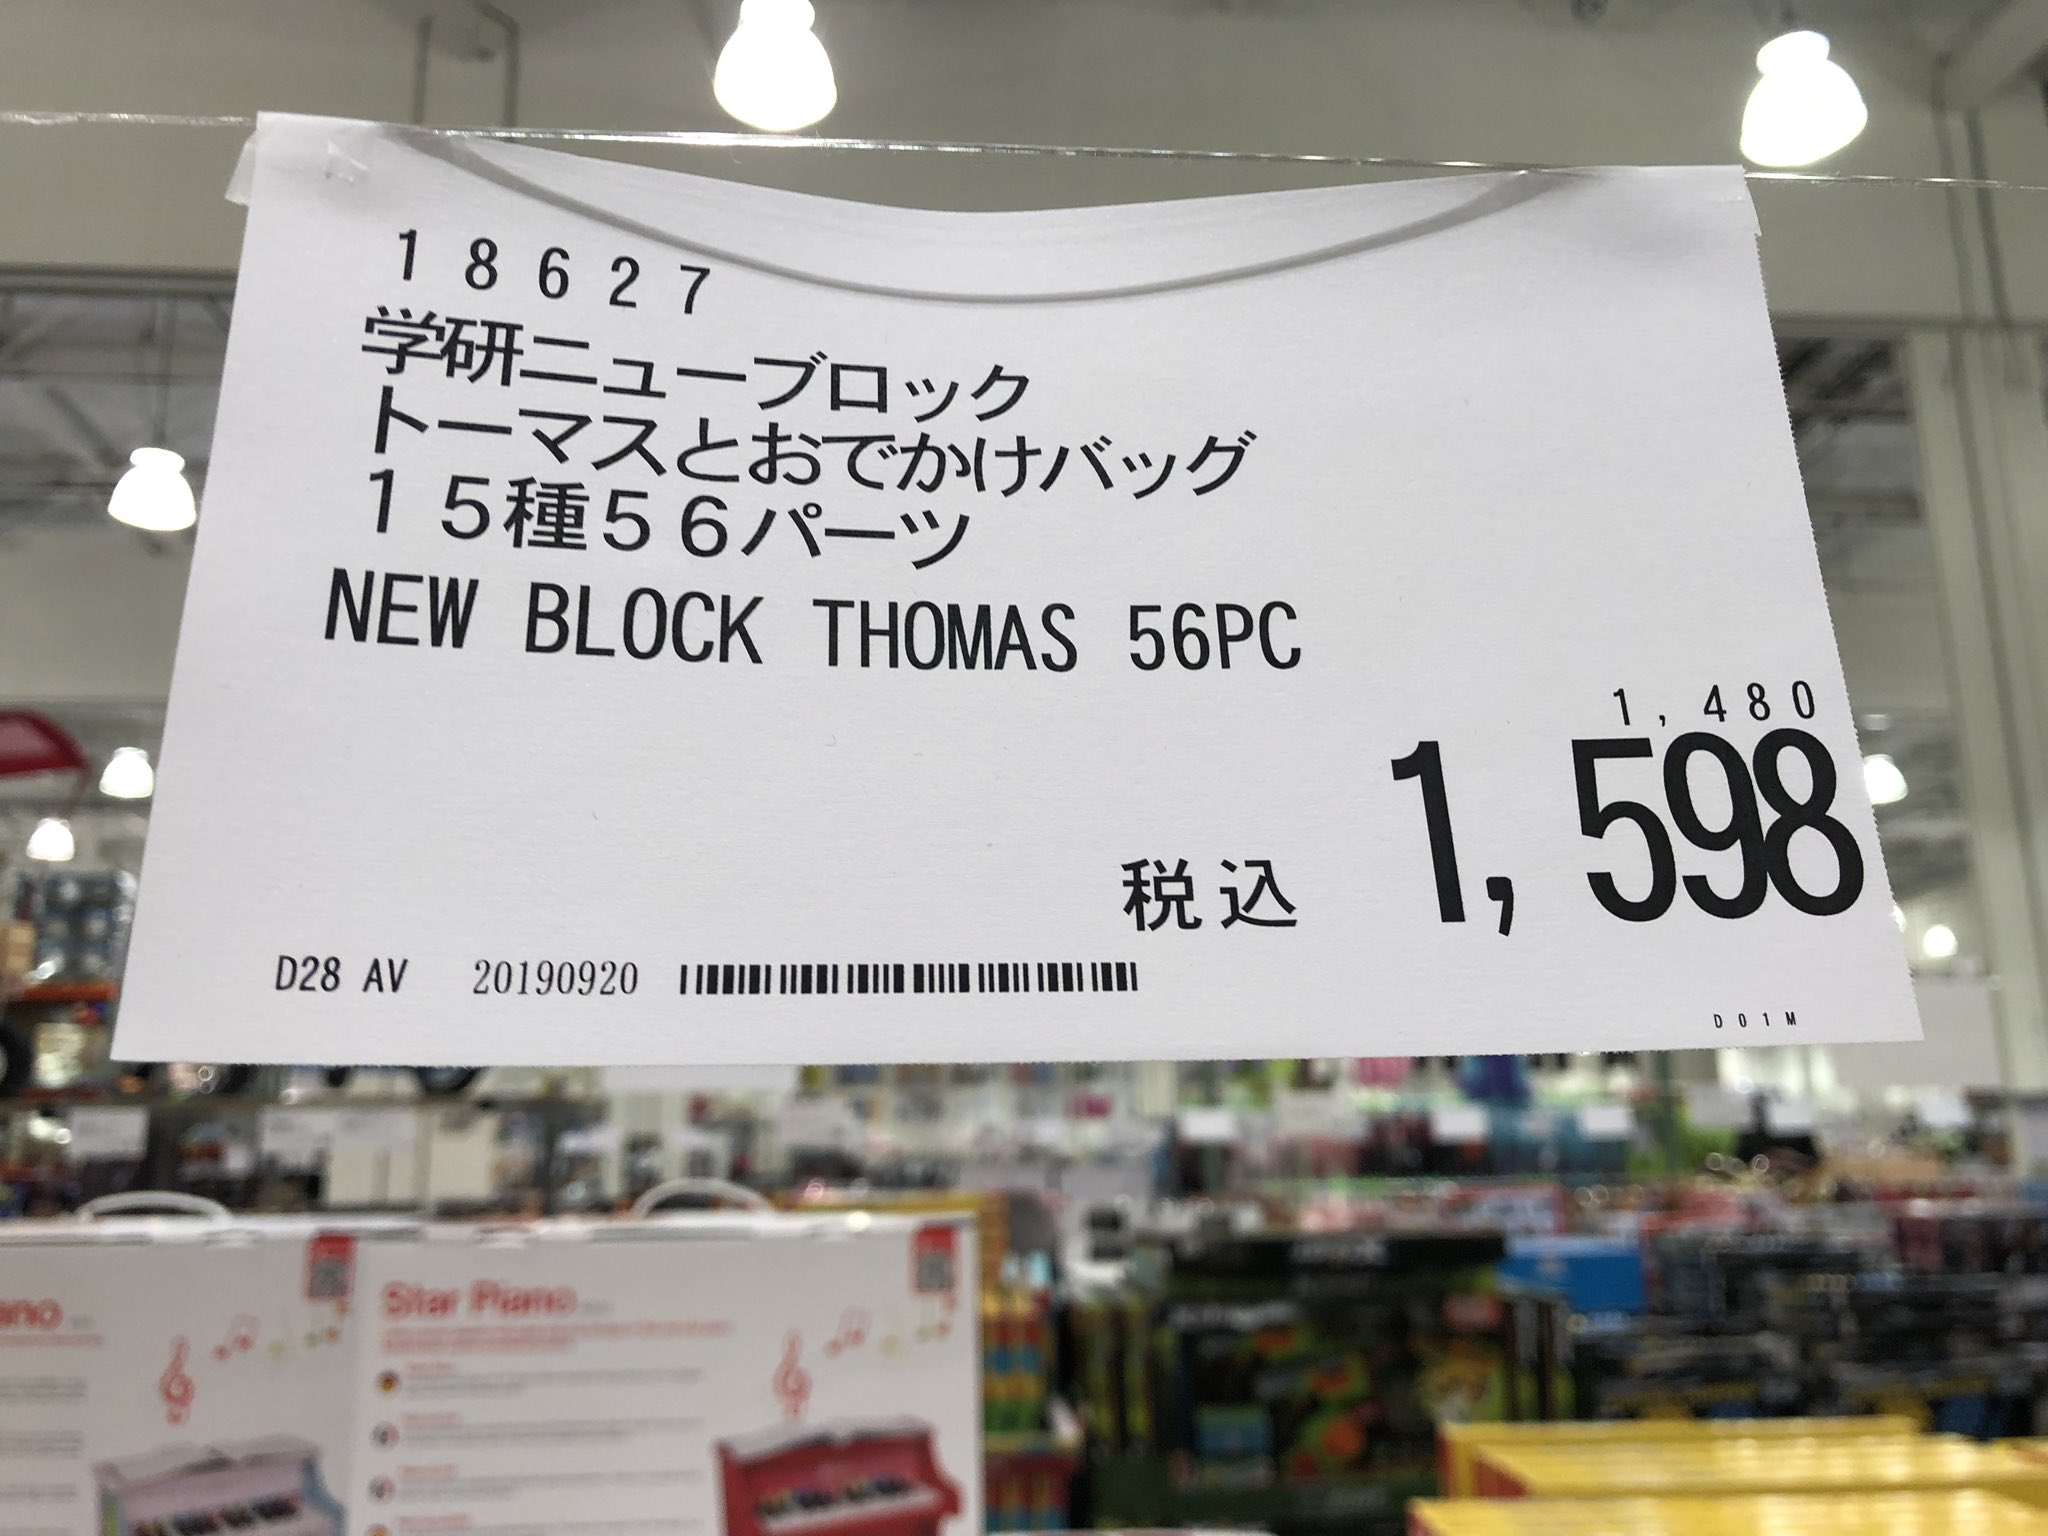 18627
学研ニューブロック
トーマスとおでかけバッグ
15種56パーツ
NEW BLOCK THOMAS 56PC
1,480
税込 1,598
D28 AV 20190920
D01M
Star Piano